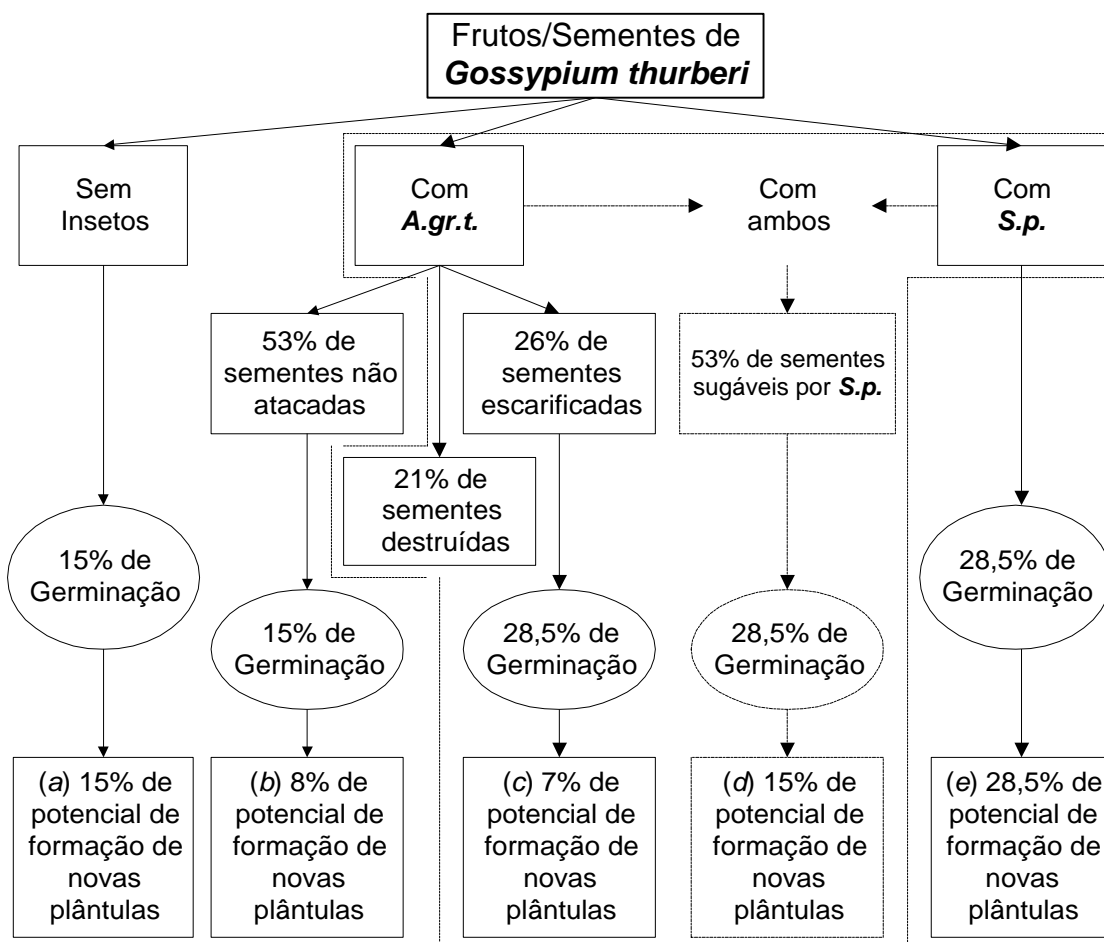 Frutos/Sementes de
Gossypium thurberi
Sem
Insetos
Com
A.gr.t.
Com
ambos
Com
S.p.
53% de
sementes não
atacadas
26% de
sementes
escarificadas
53% de sementes
sugáveis por S.p.
21% de
sementes
destruídas
15% de
Germinação
15% de
Germinação
28,5% de
Germinação
28,5% de
Germinação
28,5% de
Germinação
(a) 15% de
potencial de
formação de
novas
plântulas
(b) 8% de
potencial de
formação de
novas
plântulas
(c) 7% de
potencial de
formação de
novas
plântulas
(d) 15% de
potencial de
formação de
novas
plântulas
(e) 28,5% de
potencial de
formação de
novas
plântulas